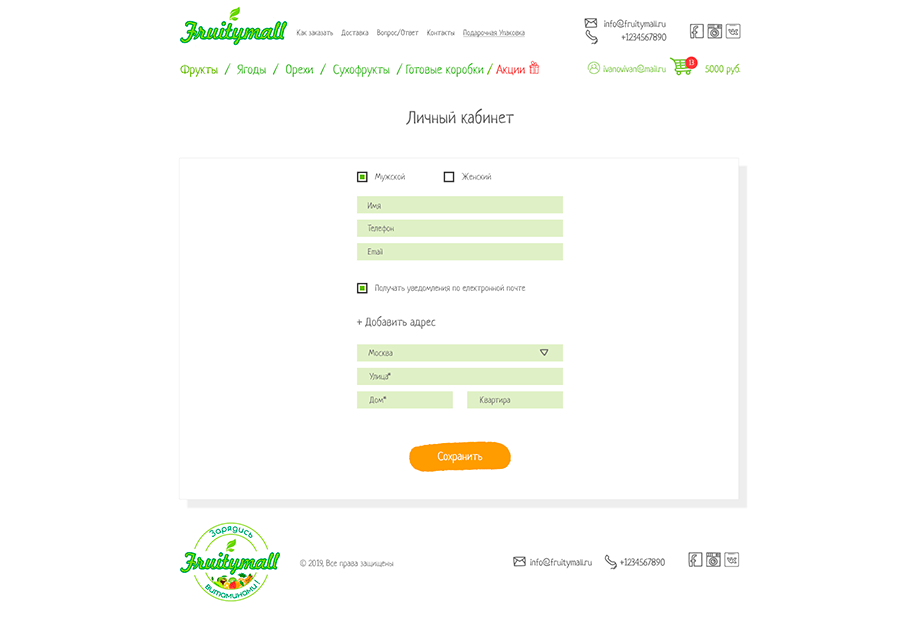 Fruitymall
Как заказать Доставка Вопрос/Ответ Контакты Подарочная Упаковка
info@fruitymall.ru
+1234567890
Фрукты / Ягоды / Орехи / Сухофрукты / Готовые коробки / Акции
ivanovivan@mail.ru 13 5000 руб.
Личный кабинет
Мужской Женский
Имя
Телефон
Email
Получать уведомления по електронной почте
+ Добавить адрес
Москва
Улица*
Дом* Квартира
Сохранить
Зарядись
Fruitymall
витаминами!
© 2019, Все права защищены
info@fruitymall.ru +1234567890